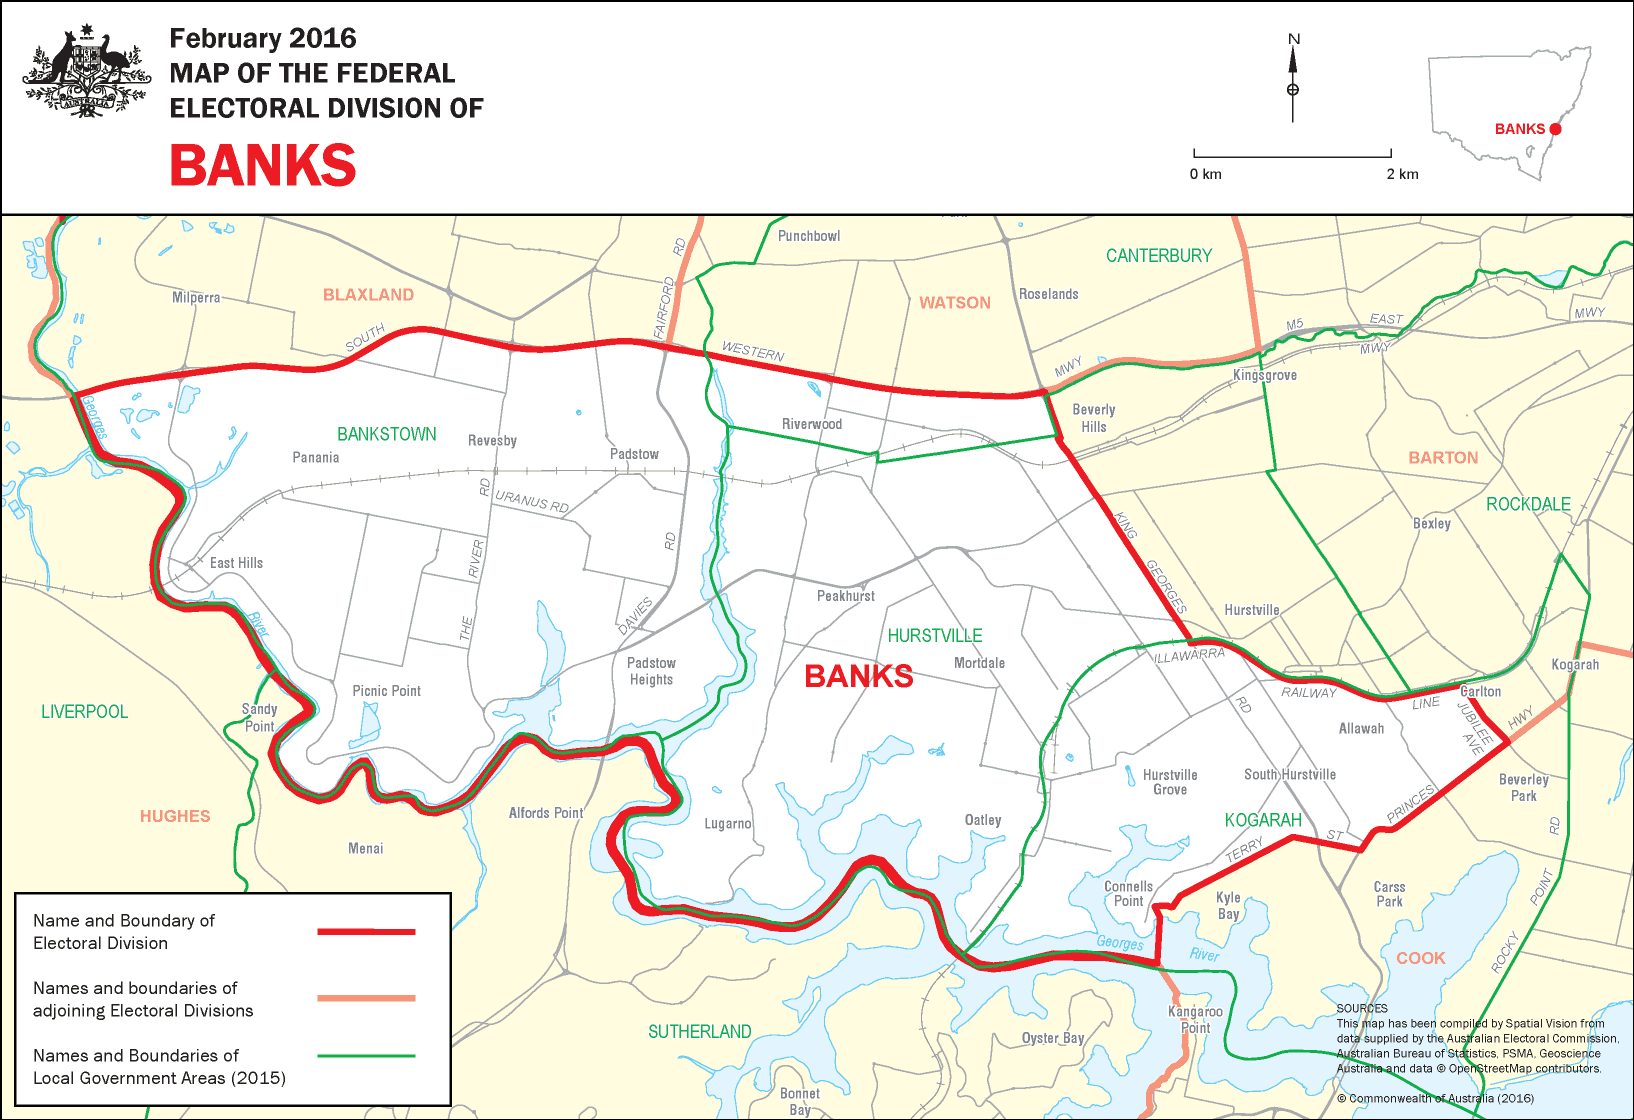 February 2016
MAP OF THE FEDERAL
ELECTORAL DIVISION OF
BANKS
AUSTRALIA
N
0 km
2 km
BANKS
Punchbowl
CANTERBURY
RD
Milperra
BLAXLAND
FAIRFORD
WATSON
Roselands
SOUTH
WESTERN
MWY
M5
EAST
MWY
MWY
Kingsgrove
Georges
BANKSTOWN
Revesby
Panania
Padstow
Riverwood
Beverly
Hills
BARTON
ROCKDALE
Bexley
RD
URANUS RD
RIVER
THE
RD
DAVIES
KING
GEORGES
RD
East Hills
River
Peakhurst
Hurstville
HURSTVILLE
BANKS
Mortdale
ILLAWARRA
RAILWAY
LINE
Carlton
Kogarah
JUBILEE
AVE
HWY
Padstow
Heights
Picnic Point
LIVERPOOL
Sandy
Point
Allawah
Hurstville
Grove
South Hurstville
Beverley
Park
PRINCES
HUGHES
Alfords Point
Lugarno
Oatley
KOGARAH
TERRY
ST
RD
Menai
Connells
Point
Kyle
Bay
Carss
Park
POINT
ROCKY
Georges
River
COOK
Kangaroo
Point
SUTHERLAND
Oyster Bay
Bonnet
Bay
Name and Boundary of
Electoral Division
Names and boundaries of
adjoining Electoral Divisions
Names and Boundaries of
Local Government Areas (2015)
SOURCES
This map has been compiled by Spatial Vision from
data supplied by the Australian Electoral Commission,
Australian Bureau of Statistics, PSMA, Geoscience
Australia and data © OpenStreetMap contributors.
© Commonwealth of Australia (2016)